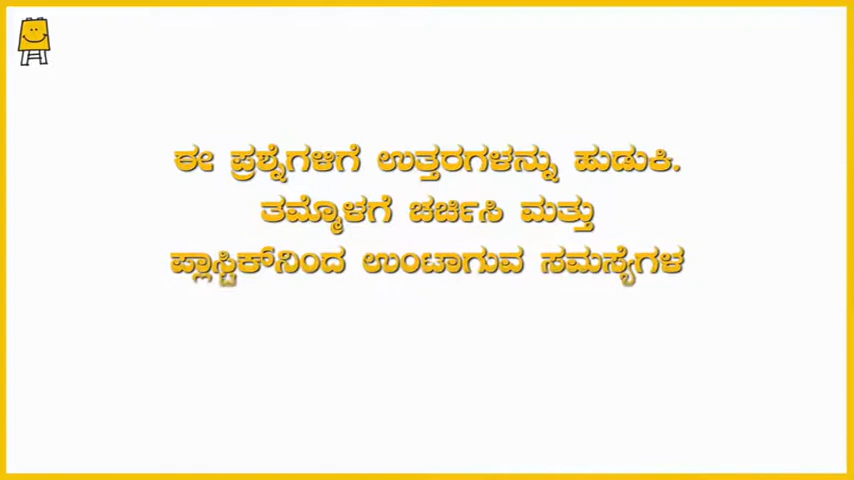 ಈ ಪ್ರಶ್ನೆಗಳಿಗೆ ಉತ್ತರಗಳನ್ನು ಹುಡುಕಿ.
ತಮ್ಮೊಳಗೆ ಚರ್ಚಿಸಿ ಮತ್ತು
ಪ್ಲಾಸ್ಟಿಕ್‌ನಿಂದ ಉಂಟಾಗುವ ಸಮಸ್ಯೆಗಳ